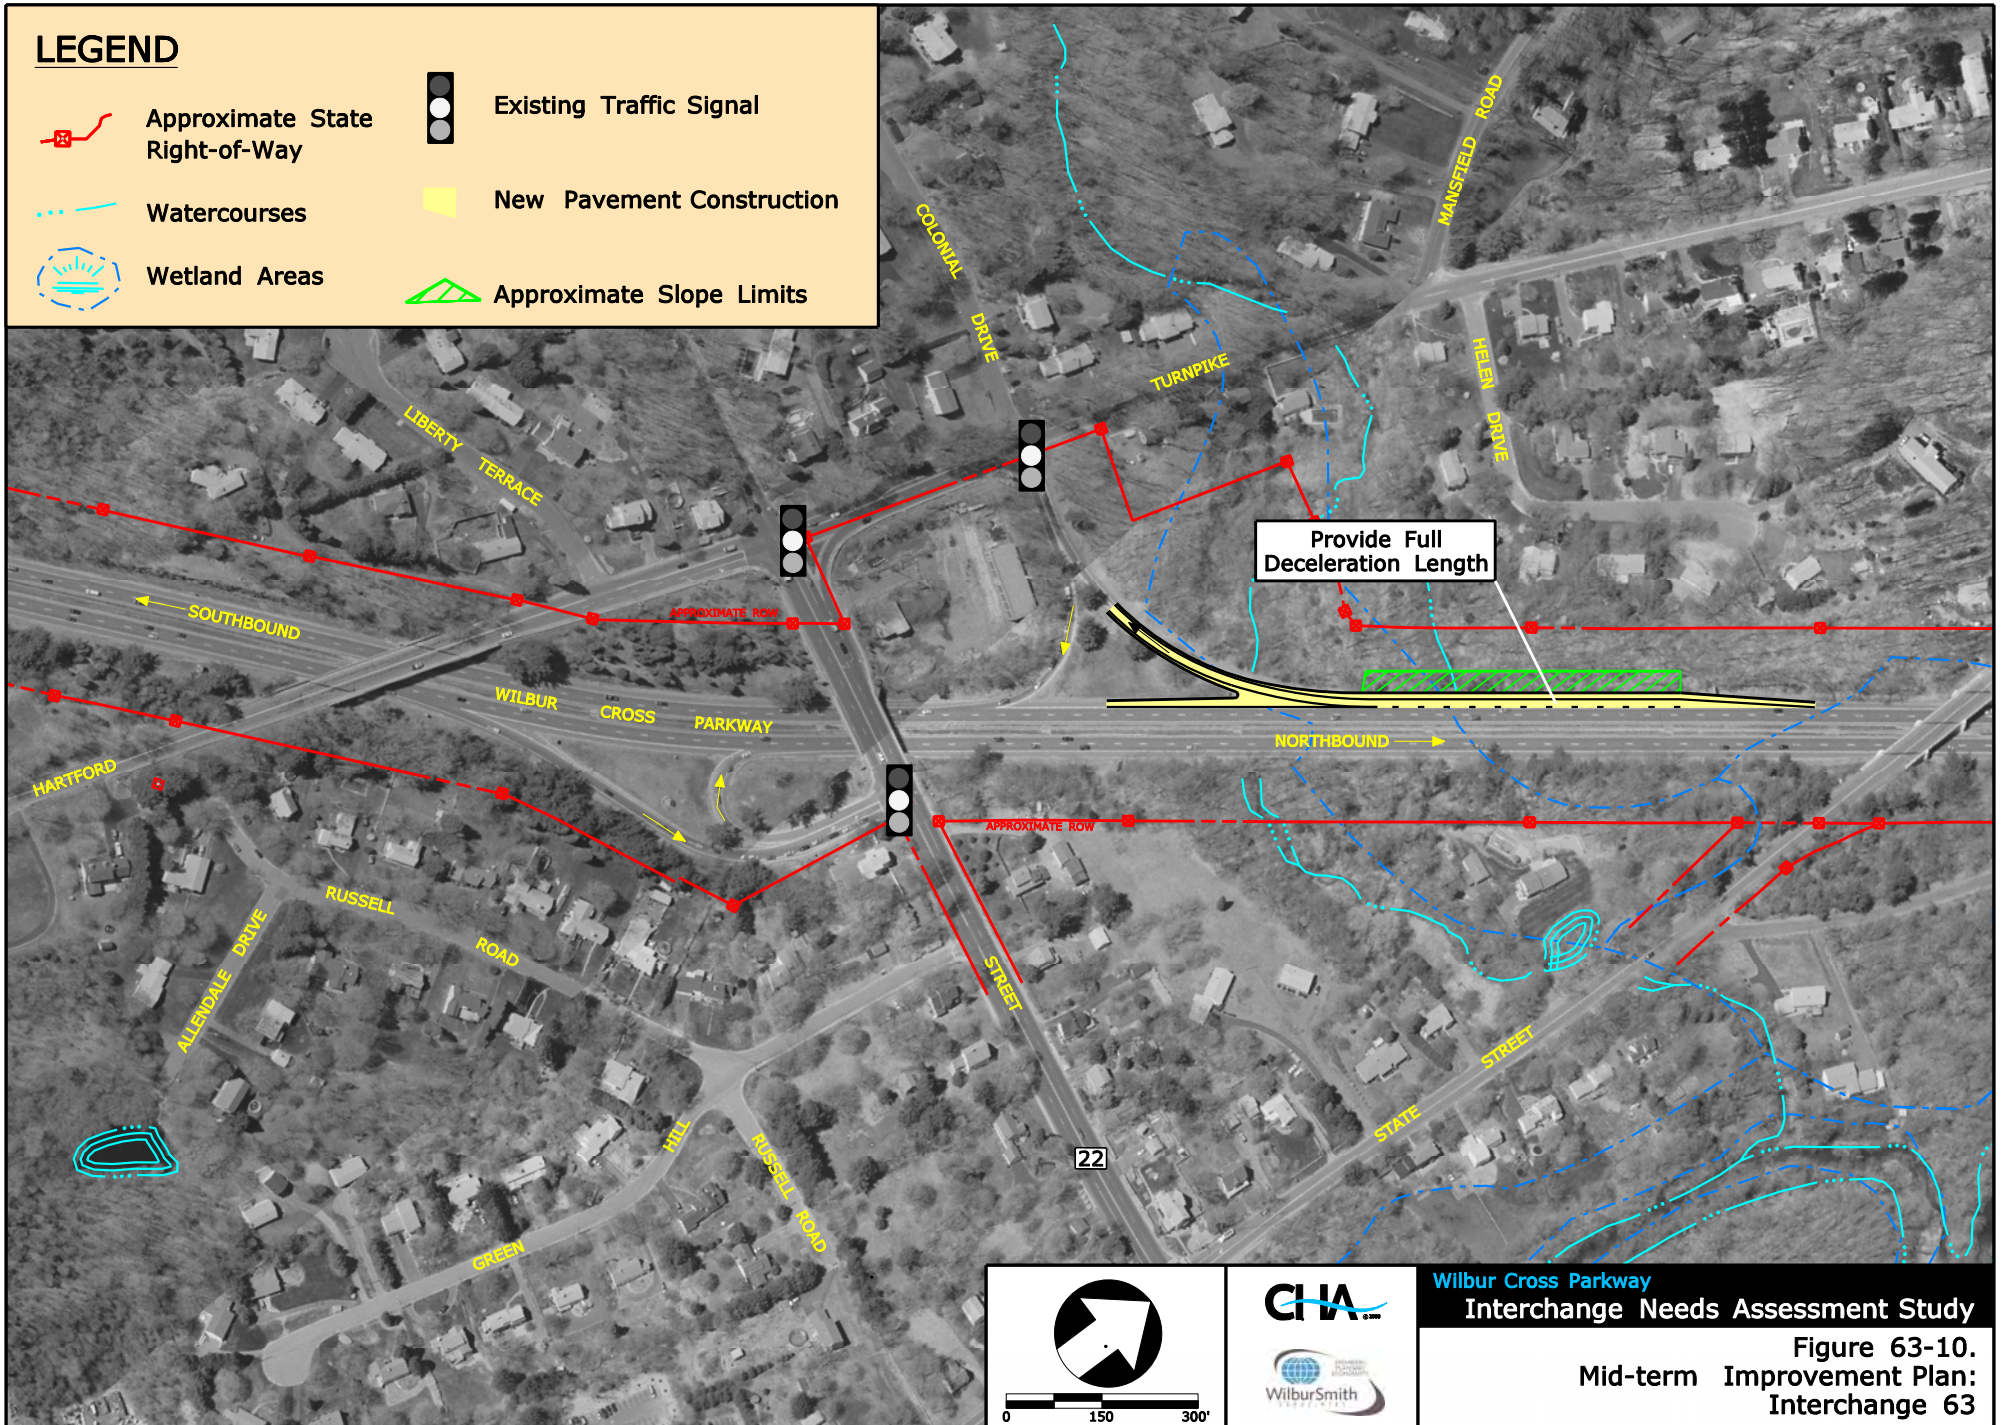 LEGEND
Approximate State
Right-of-Way
Watercourses
Wetland Areas
Existing Traffic Signal
New Pavement Construction
Approximate Slope Limits
MANSFIELD ROAD
COLONIAL DRIVE
TURNPIKE
HELEN DRIVE
LIBERTY TERRACE
Provide Full
Deceleration Length
SOUTHBOUND
APPROXIMATE ROW
WILBUR CROSS PARKWAY
NORTHBOUND
HARTFORD
APPROXIMATE ROW
RUSSELL ROAD
ALLENDALE DRIVE
STREET
STATE STREET
22
GREEN HILL
RUSSELL ROAD
0 150 300'
CHA
WilburSmith
ASSOCIATES
Wilbur Cross Parkway
Interchange Needs Assessment Study
Figure 63-10.
Mid-term Improvement Plan:
Interchange 63